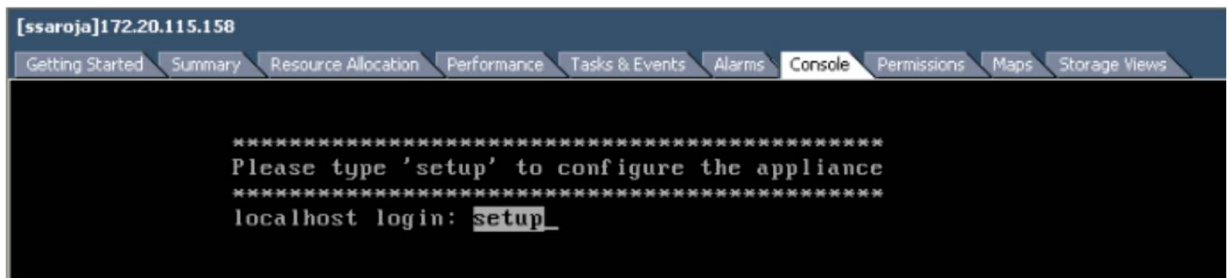 [ssaroja]172.20.115.158
Getting Started Summary Resource Allocation Performance Tasks & Events Alarms Console Permissions Maps Storage Views
**********************************************
Please type 'setup' to configure the appliance
**********************************************
localhost login: setup_